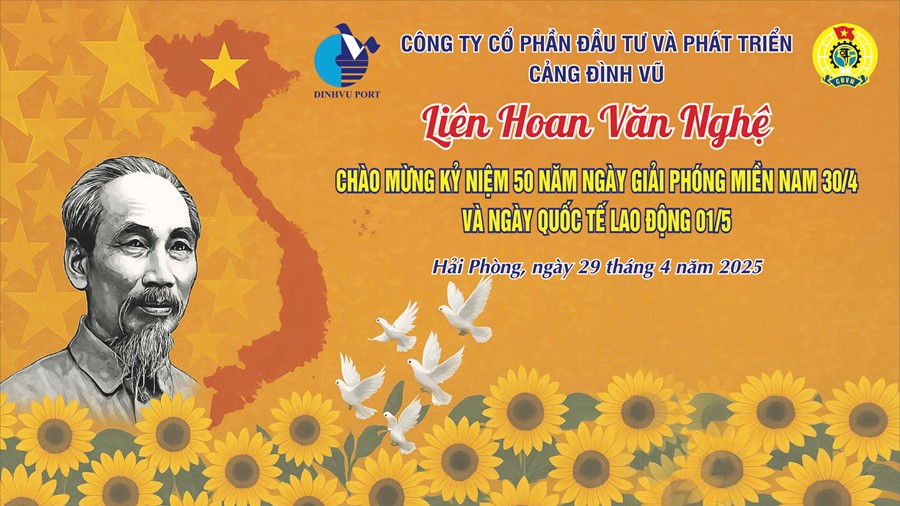 CÔNG TY CỔ PHẦN ĐẦU TƯ VÀ PHÁT TRIỂN
CẢNG ĐÌNH VŨ
DINHVU PORT
CĐVN
Liên Hoan Văn Nghệ
CHÀO MỪNG KỶ NIỆM 50 NĂM NGÀY GIẢI PHÓNG MIỀN NAM 30/4
VÀ NGÀY QUỐC TẾ LAO ĐỘNG 01/5
Hải Phòng, ngày 29 tháng 4 năm 2025